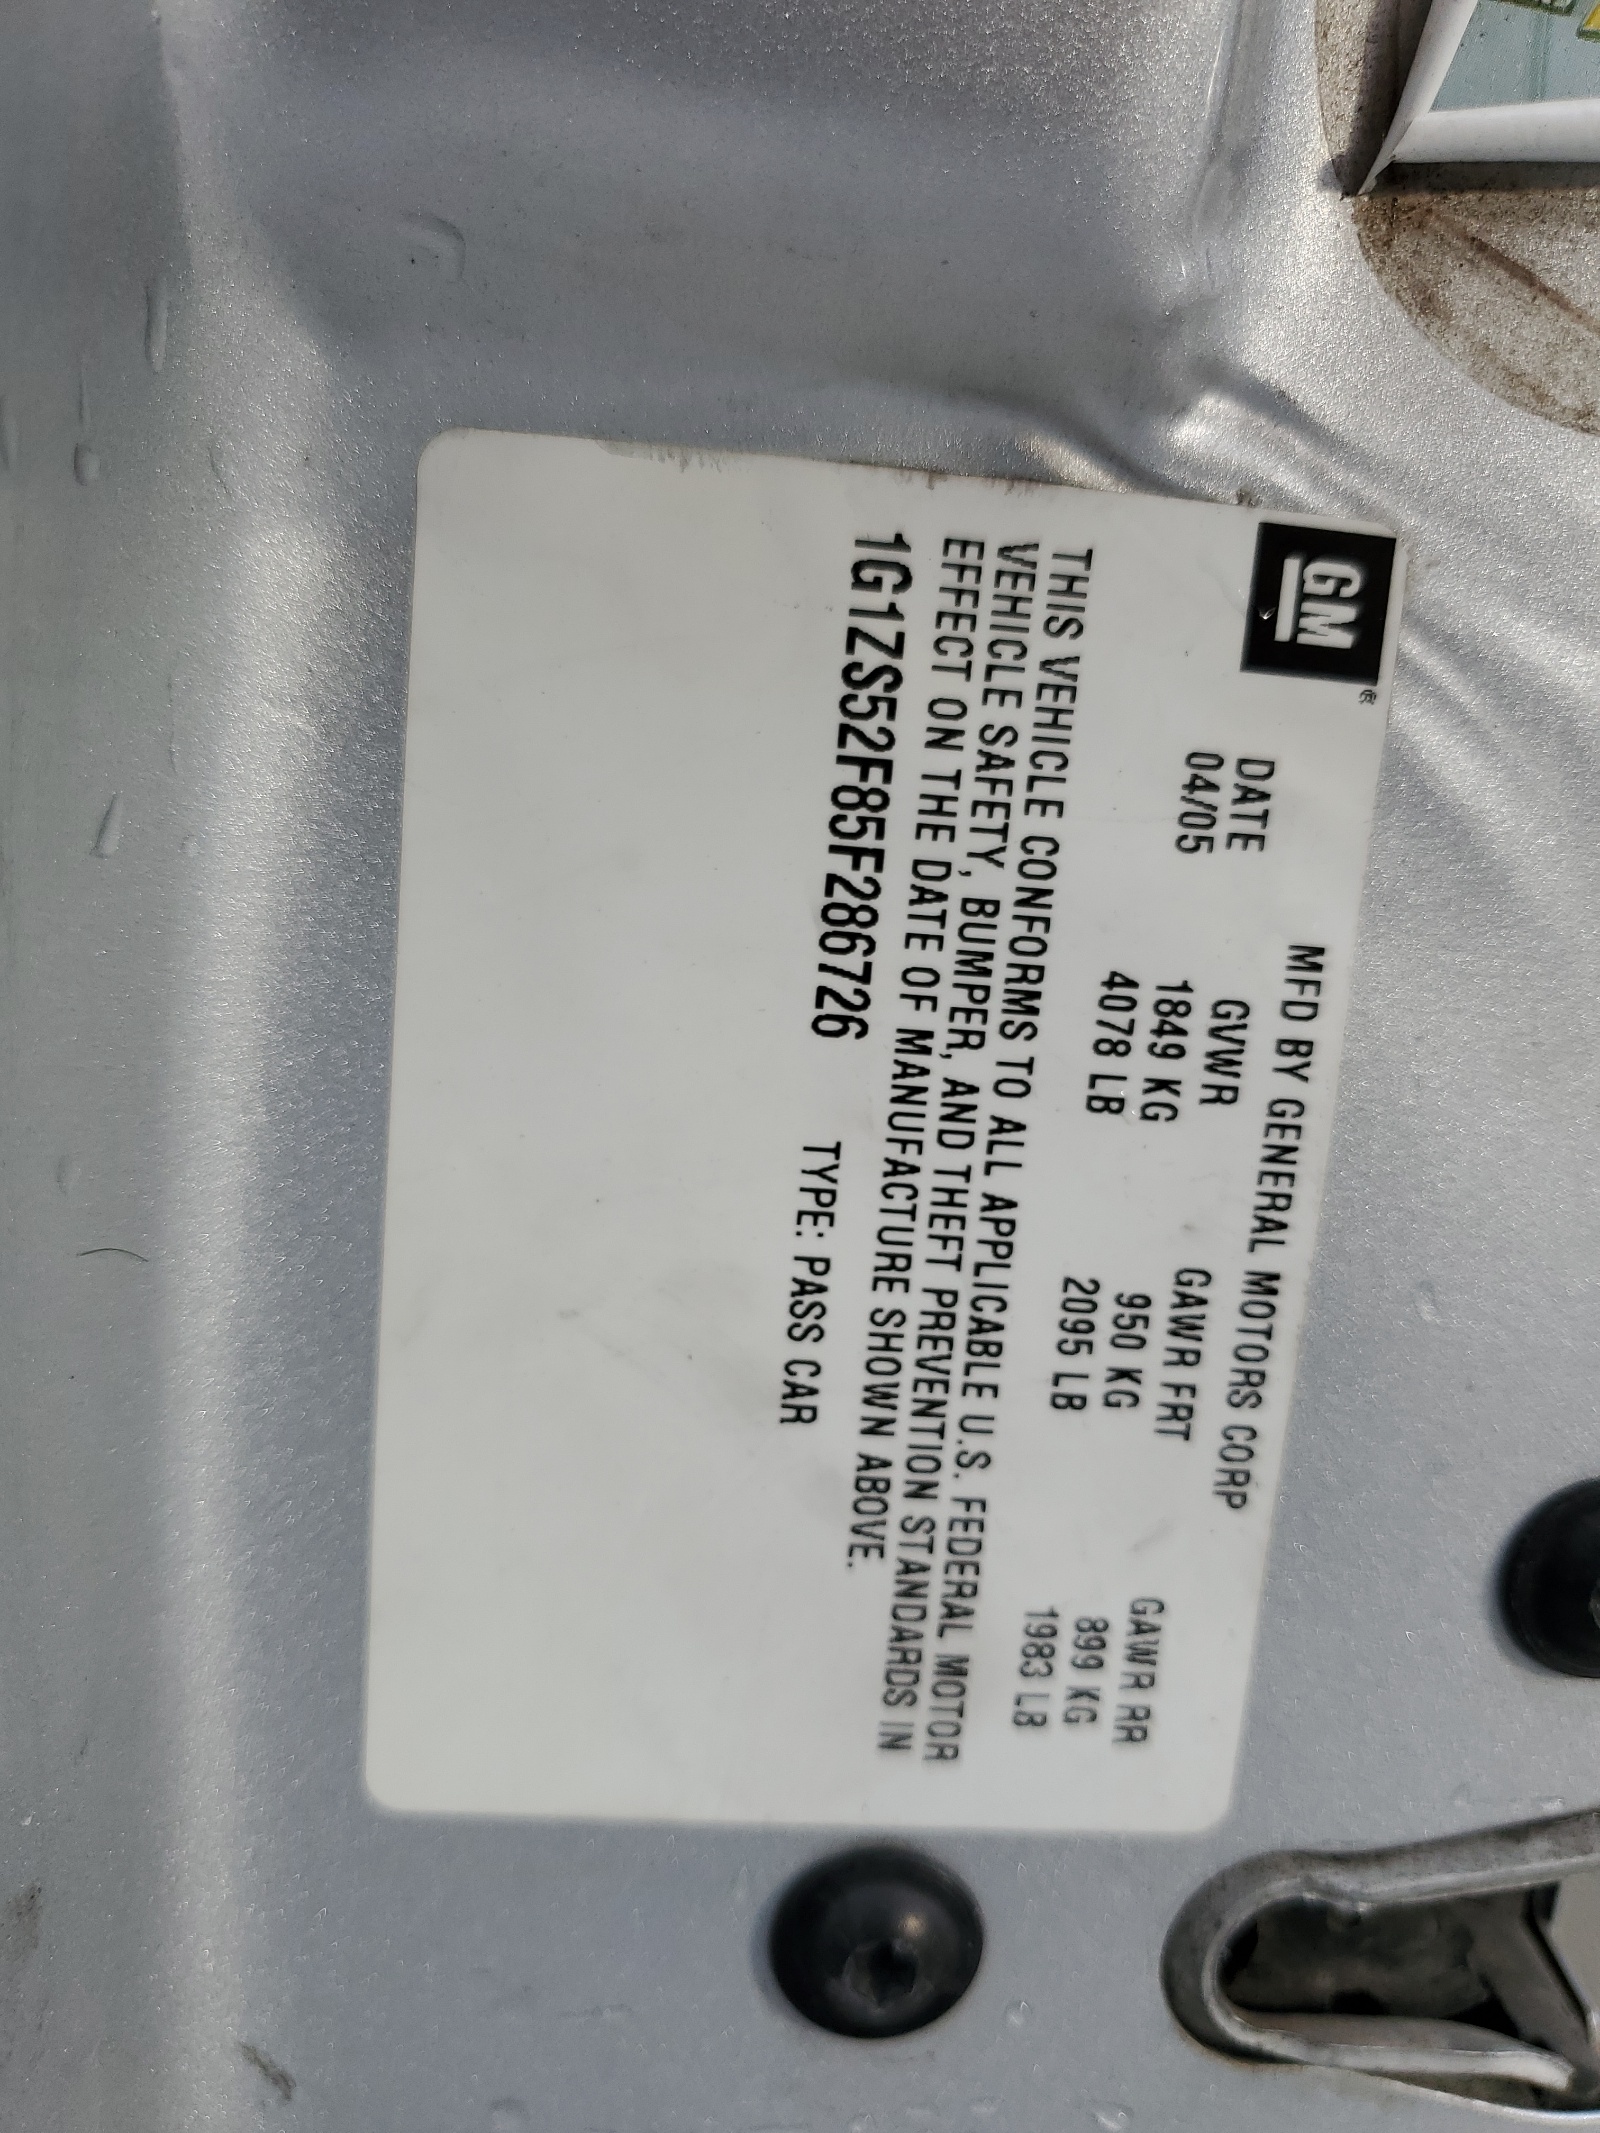 GM®
MFD BY GENERAL MOTORS CORP
DATE GVWR GAWR FRT GAWR RR
04/05 1849 KG 950 KG 899 KG
4078 LB 2095 LB 1983 LB
THIS VEHICLE CONFORMS TO ALL APPLICABLE U.S. FEDERAL MOTOR
VEHICLE SAFETY, BUMPER, AND THEFT PREVENTION STANDARDS IN
EFFECT ON THE DATE OF MANUFACTURE SHOWN ABOVE.
1G1ZS52F85F286726 TYPE: PASS CAR